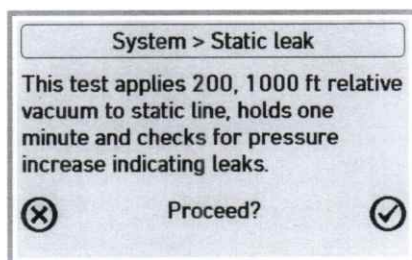 System > Static leak
This test applies 200, 1000 ft relative
vacuum to static line, holds one
minute and checks for pressure
increase indicating leaks.
Proceed?